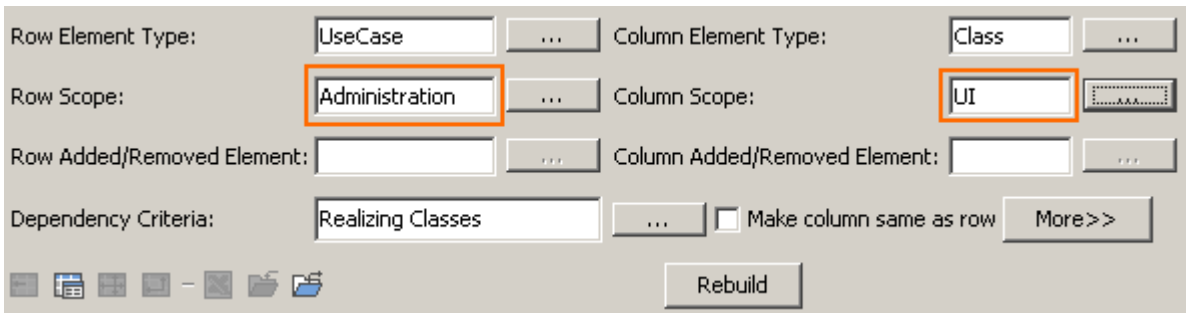 Row Element Type: UseCase ... Column Element Type: Class ...
Row Scope: Administration ... Column Scope: UI ...
Row Added/Removed Element: ... Column Added/Removed Element: ...
Dependency Criteria: Realizing Classes ... Make column same as row More>>
Rebuild